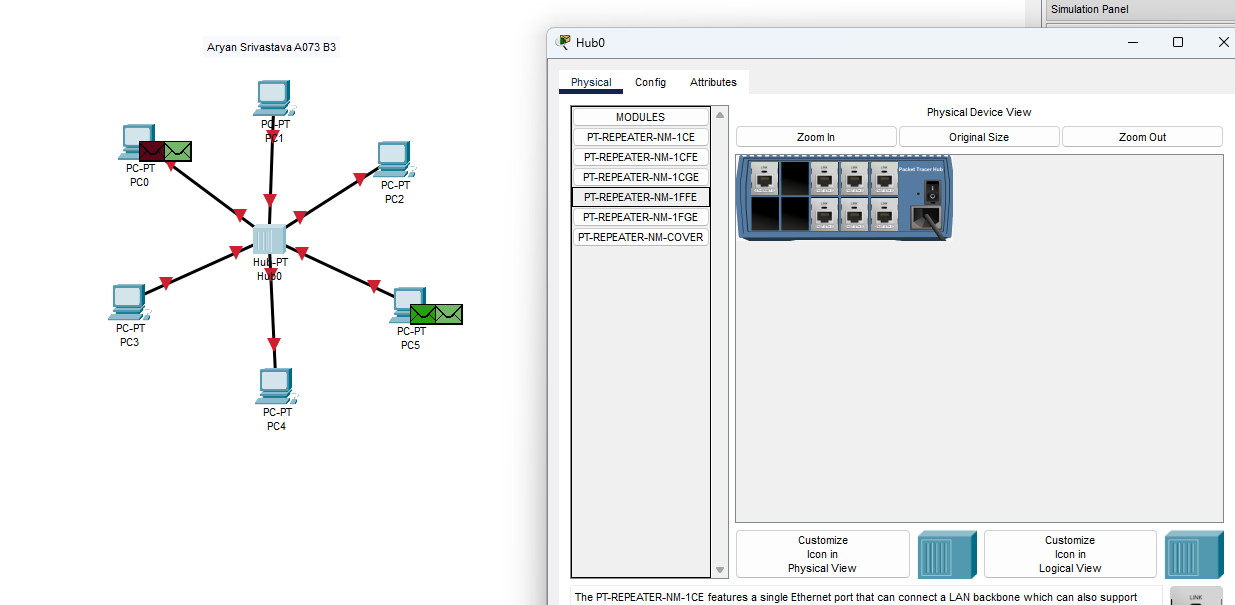 Simulation Panel
Aryan Srivastava A073 B3
PC-PT
PC1
PC-PT
PC0
PC-PT
PC2
Hub-PT
Hub0
PC-PT
PC3
PC-PT
PC5
PC-PT
PC4
Hub0
Physical
Config
Attributes
MODULES
PT-REPEATER-NM-1CE
PT-REPEATER-NM-1CFE
PT-REPEATER-NM-1CGE
PT-REPEATER-NM-1FFE
PT-REPEATER-NM-1FGE
PT-REPEATER-NM-COVER
Physical Device View
Zoom In
Original Size
Zoom Out
Packet Tracer Hub
Customize
Icon in
Physical View
Customize
Icon in
Logical View
The PT-REPEATER-NM-1CE features a single Ethernet port that can connect a LAN backbone which can also support
LINK